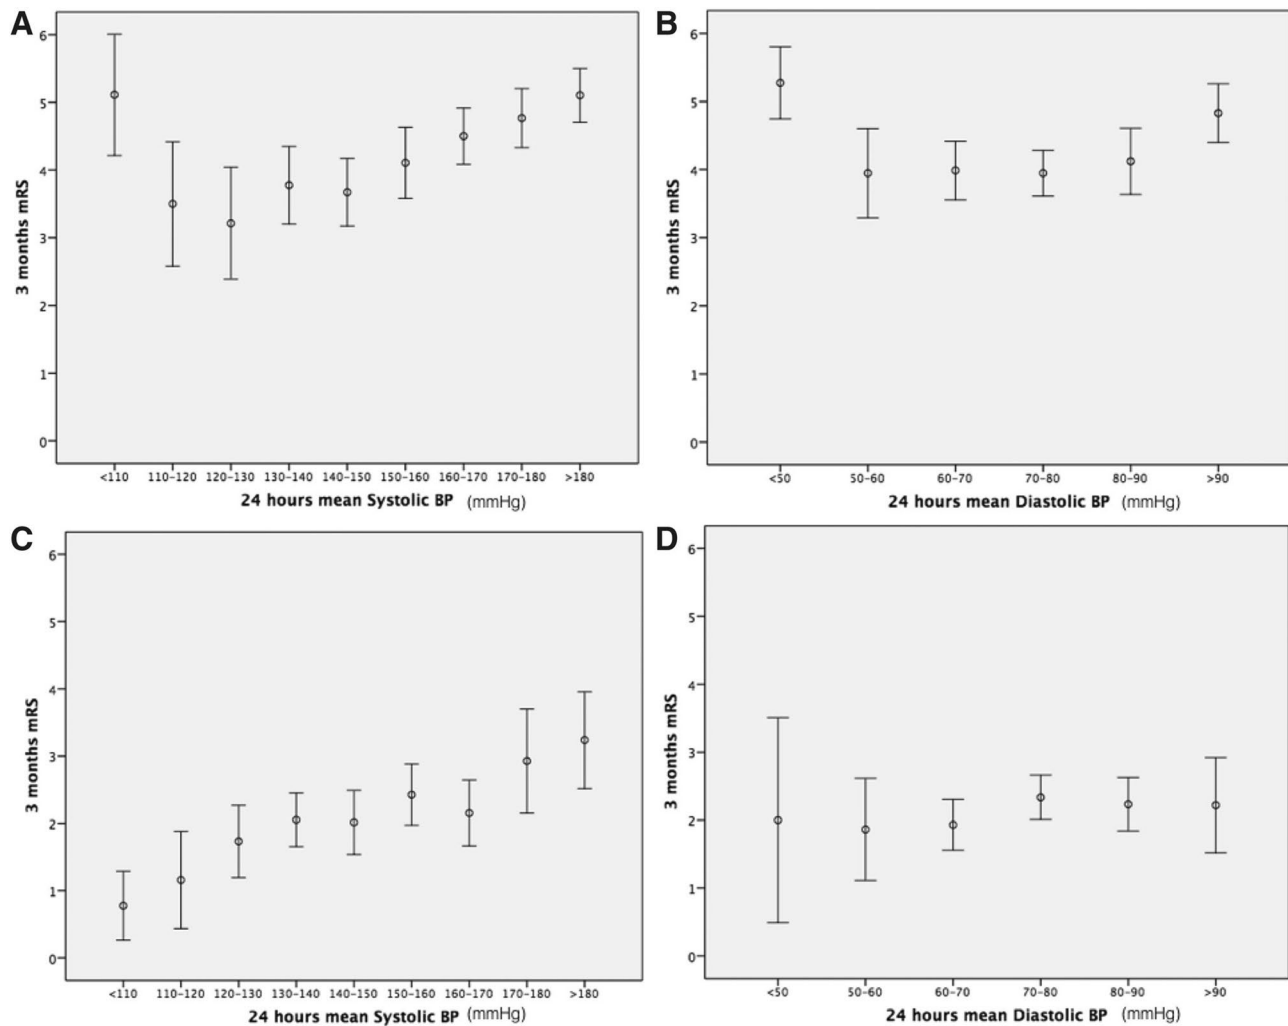 A
3 months mRS
6
5
4
3
2
1
0
<110 110-120 120-130 130-140 140-150 150-160 160-170 170-180 >180
24 hours mean Systolic BP (mmHg)
B
3 months mRS
6
5
4
3
2
1
0
<50 50-60 60-70 70-80 80-90 >90
24 hours mean Diastolic BP (mmHg)
C
3 months mRS
6
5
4
3
2
1
0
<110 110-120 120-130 130-140 140-150 150-160 160-170 170-180 >180
24 hours mean Systolic BP (mmHg)
D
3 months mRS
6
5
4
3
2
1
0
<50 50-60 60-70 70-80 80-90 >90
24 hours mean Diastolic BP (mmHg)